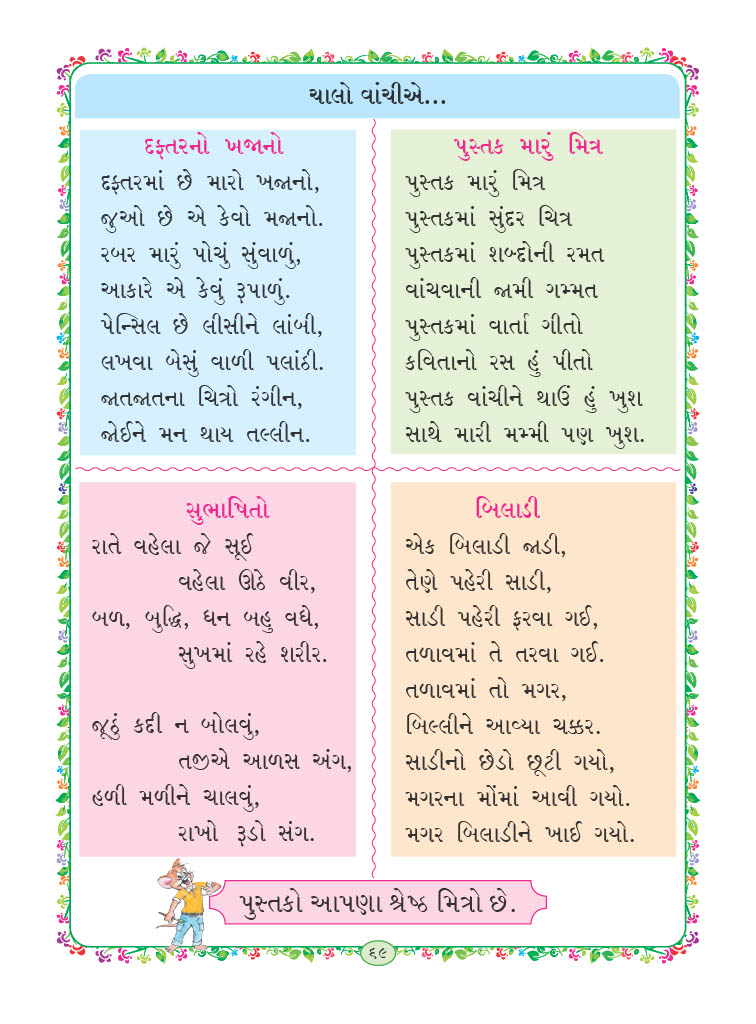 ચાલો વાંચીએ...
દફ્તરનો ખજાનો
દફ્તરમાં છે મારો ખજાનો,
જુઓ છે એ કેવો મજાનો.
રબર મારું પોચું સુંવાળું,
આકારે એ કેવું રૂપાળું.
પેન્સિલ છે લીસીને લાંબી,
લખવા બેસું વાળી પલાંઠી.
જાતજાતના ચિત્રો રંગીન,
જોઈને મન થાય તલ્લીન.
પુસ્તક મારું મિત્ર
પુસ્તક મારું મિત્ર
પુસ્તકમાં સુંદર ચિત્ર
પુસ્તકમાં શબ્દોની રમત
વાંચવાની જામી ગમ્મત
પુસ્તકમાં વાર્તા ગીતો
કવિતાનો રસ હું પીતો
પુસ્તક વાંચીને થાઉં હું ખુશ
સાથે મારી મમ્મી પણ ખુશ.
સુભાષિતો
રાતે વહેલા જે સૂઈ
વહેલા ઊઠે વીર,
બળ, બુદ્ધિ, ધન બહુ વધે,
સુખમાં રહે શરીર.
જૂઠું કદી ન બોલવું,
તજીએ આળસ અંગ,
હળી મળીને ચાલવું,
રાખો રૂડો સંગ.
બિલાડી
એક બિલાડી જાડી,
તેણે પહેરી સાડી,
સાડી પહેરી ફરવા ગઈ,
તળાવમાં તે તરવા ગઈ.
તળાવમાં તો મગર,
બિલ્લીને આવ્યા ચક્કર.
સાડીનો છેડો છૂટી ગયો,
મગરના મોંમાં આવી ગયો.
મગર બિલાડીને ખાઈ ગયો.
પુસ્તકો આપણા શ્રેષ્ઠ મિત્રો છે.
૬૯